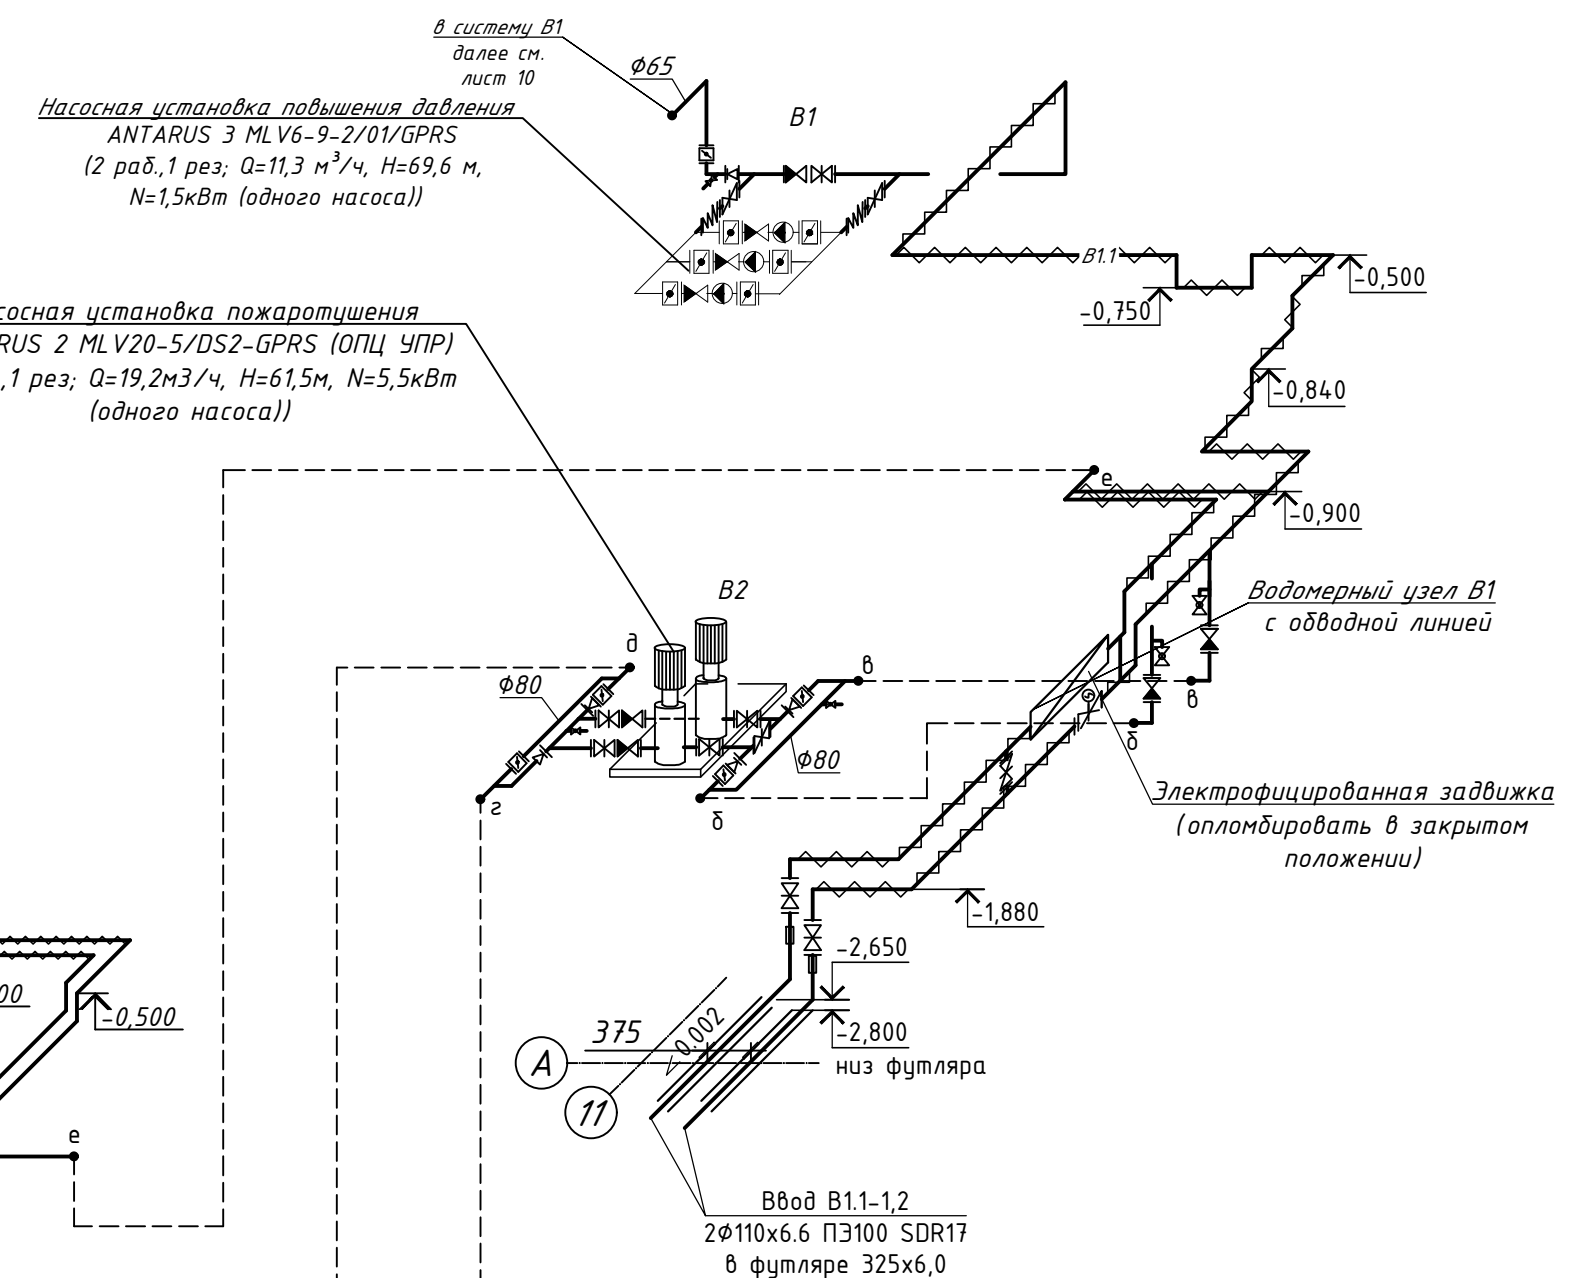 в систему В1
далее см.
лист 10
Ф65
В1
Насосная установка повышения давления
ANTARUS 3 MLV6-9-2/01/GPRS
(2 раб.,1 рез; Q=11,3 м³/ч, H=69,6 м,
N=1,5кВт (одного насоса))
В1.1
-0,500
-0,750
сосная установка пожаротушения
RUS 2 MLV20-5/DS2-GPRS (ОПЦ УПР)
,1 рез; Q=19,2м3/ч, H=61,5м, N=5,5кВт
(одного насоса))
-0,840
е
-0,900
В2
Водомерный узел В1
с обводной линией
д
в
Ф80
в
б
Ф80
г
б
Электрофицированная задвижка
(опломбировать в закрытом
положении)
-1,880
-2,650
00
-0,500
375
0.002
-2,800
низ футляра
А
11
е
Ввод В1.1-1,2
2Ф110х6.6 ПЭ100 SDR17
в футляре 325х6,0